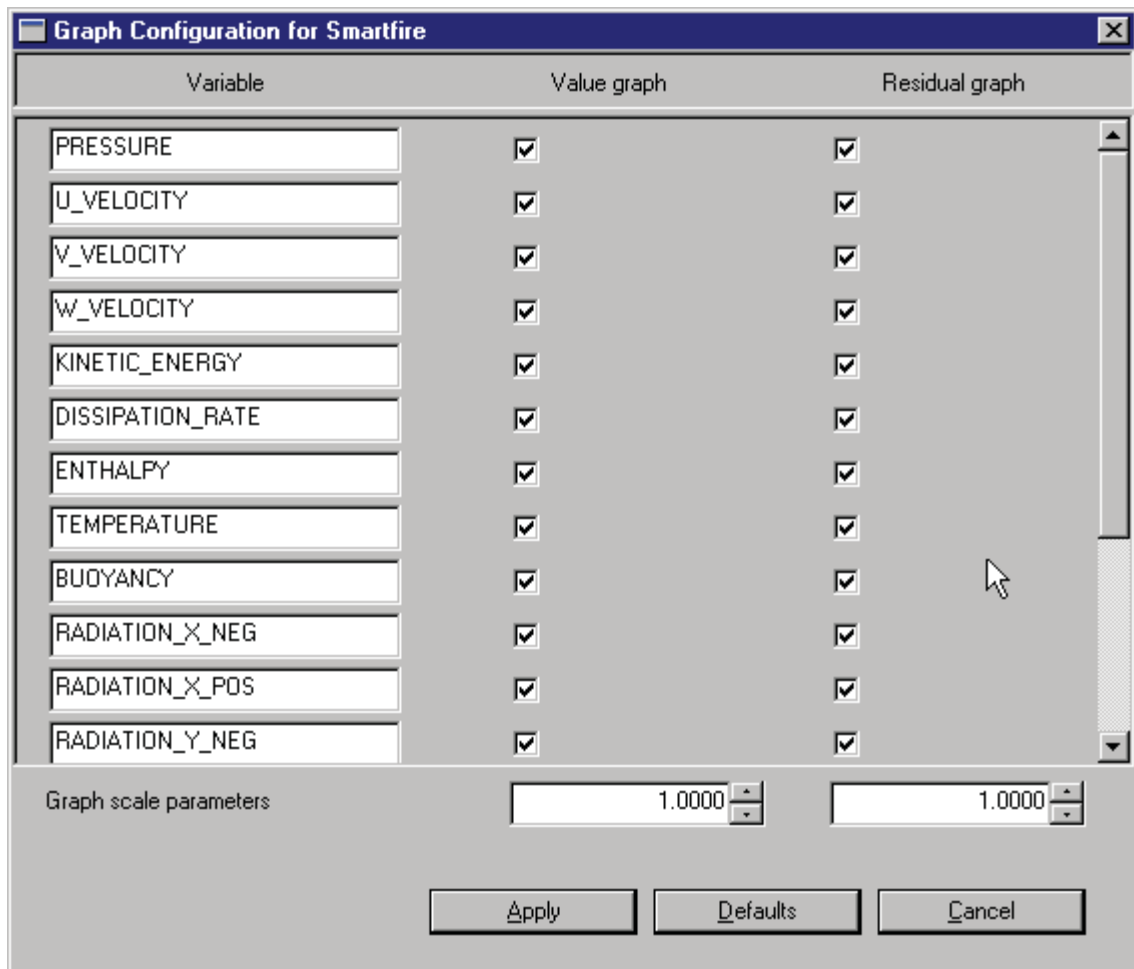 Graph Configuration for Smartfire
Variable Value graph Residual graph
PRESSURE
U_VELOCITY
V_VELOCITY
W_VELOCITY
KINETIC_ENERGY
DISSIPATION_RATE
ENTHALPY
TEMPERATURE
BUOYANCY
RADIATION_X_NEG
RADIATION_X_POS
RADIATION_Y_NEG
Graph scale parameters 1.0000 1.0000
Apply Defaults Cancel